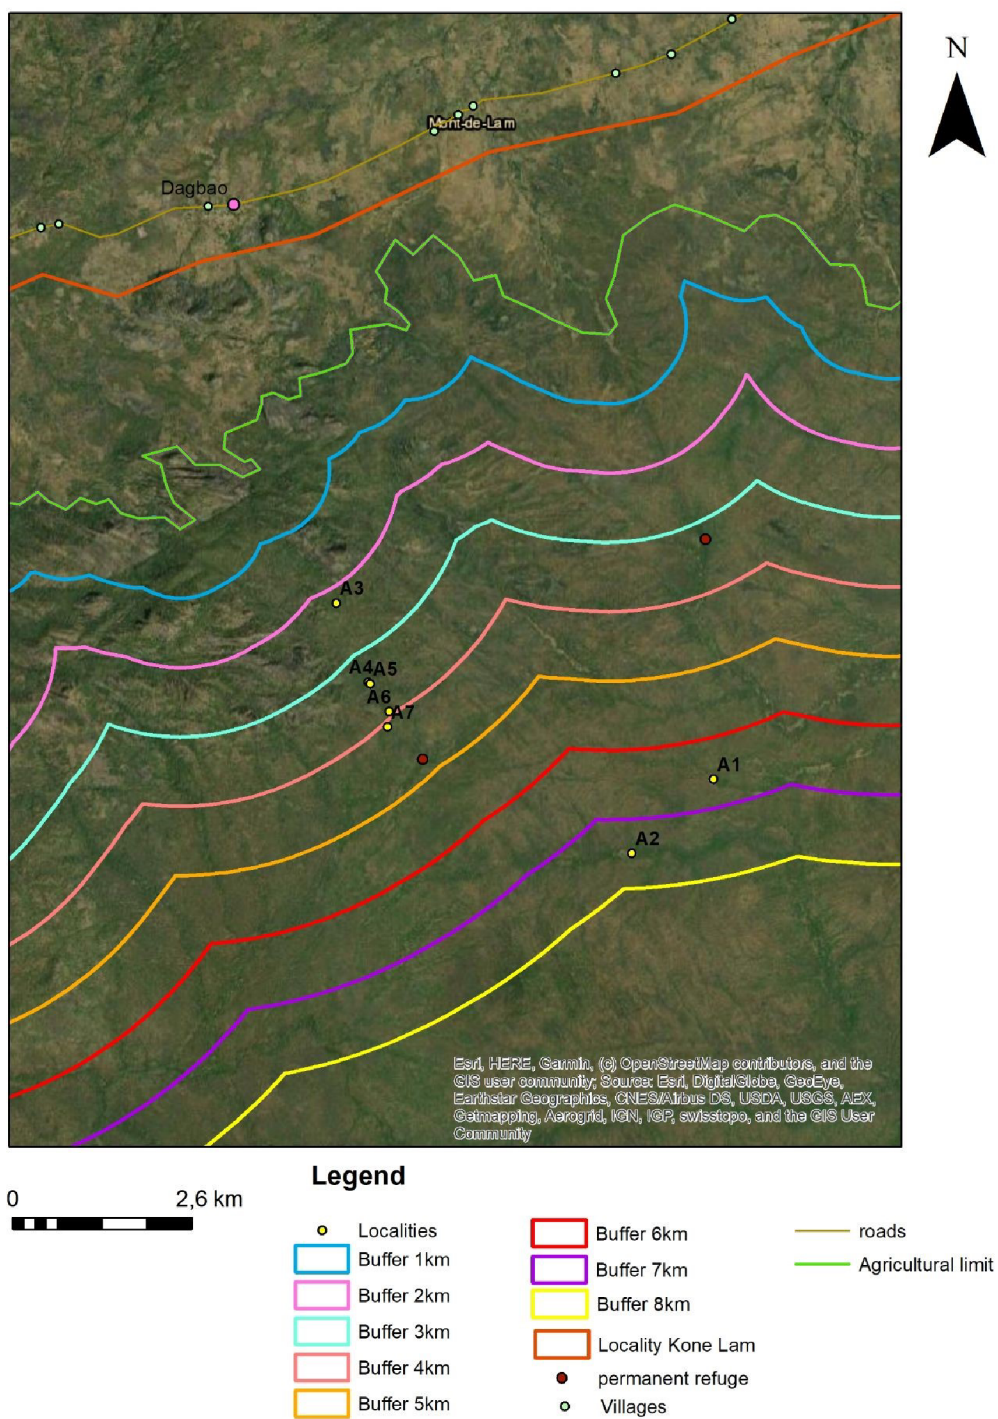 N
Mont-de-Lam
Dagbao
A3
A4 A5
A6
A7
A1
A2
Esri, HERE, Garmin, (c) OpenStreetMap contributors, and the
GIS user community; Source: Esri, DigitalGlobe, GeoEye,
Earthstar Geographics, CNES/Airbus DS, USDA, USGS, AEX,
Getmapping, Aerogrid, IGN, IGP, swisstopo, and the GIS User
Community
Legend
0 2,6 km
Localities
Buffer 1km
Buffer 2km
Buffer 3km
Buffer 4km
Buffer 5km
Buffer 6km
Buffer 7km
Buffer 8km
Locality Kone Lam
permanent refuge
Villages
roads
Agricultural limit